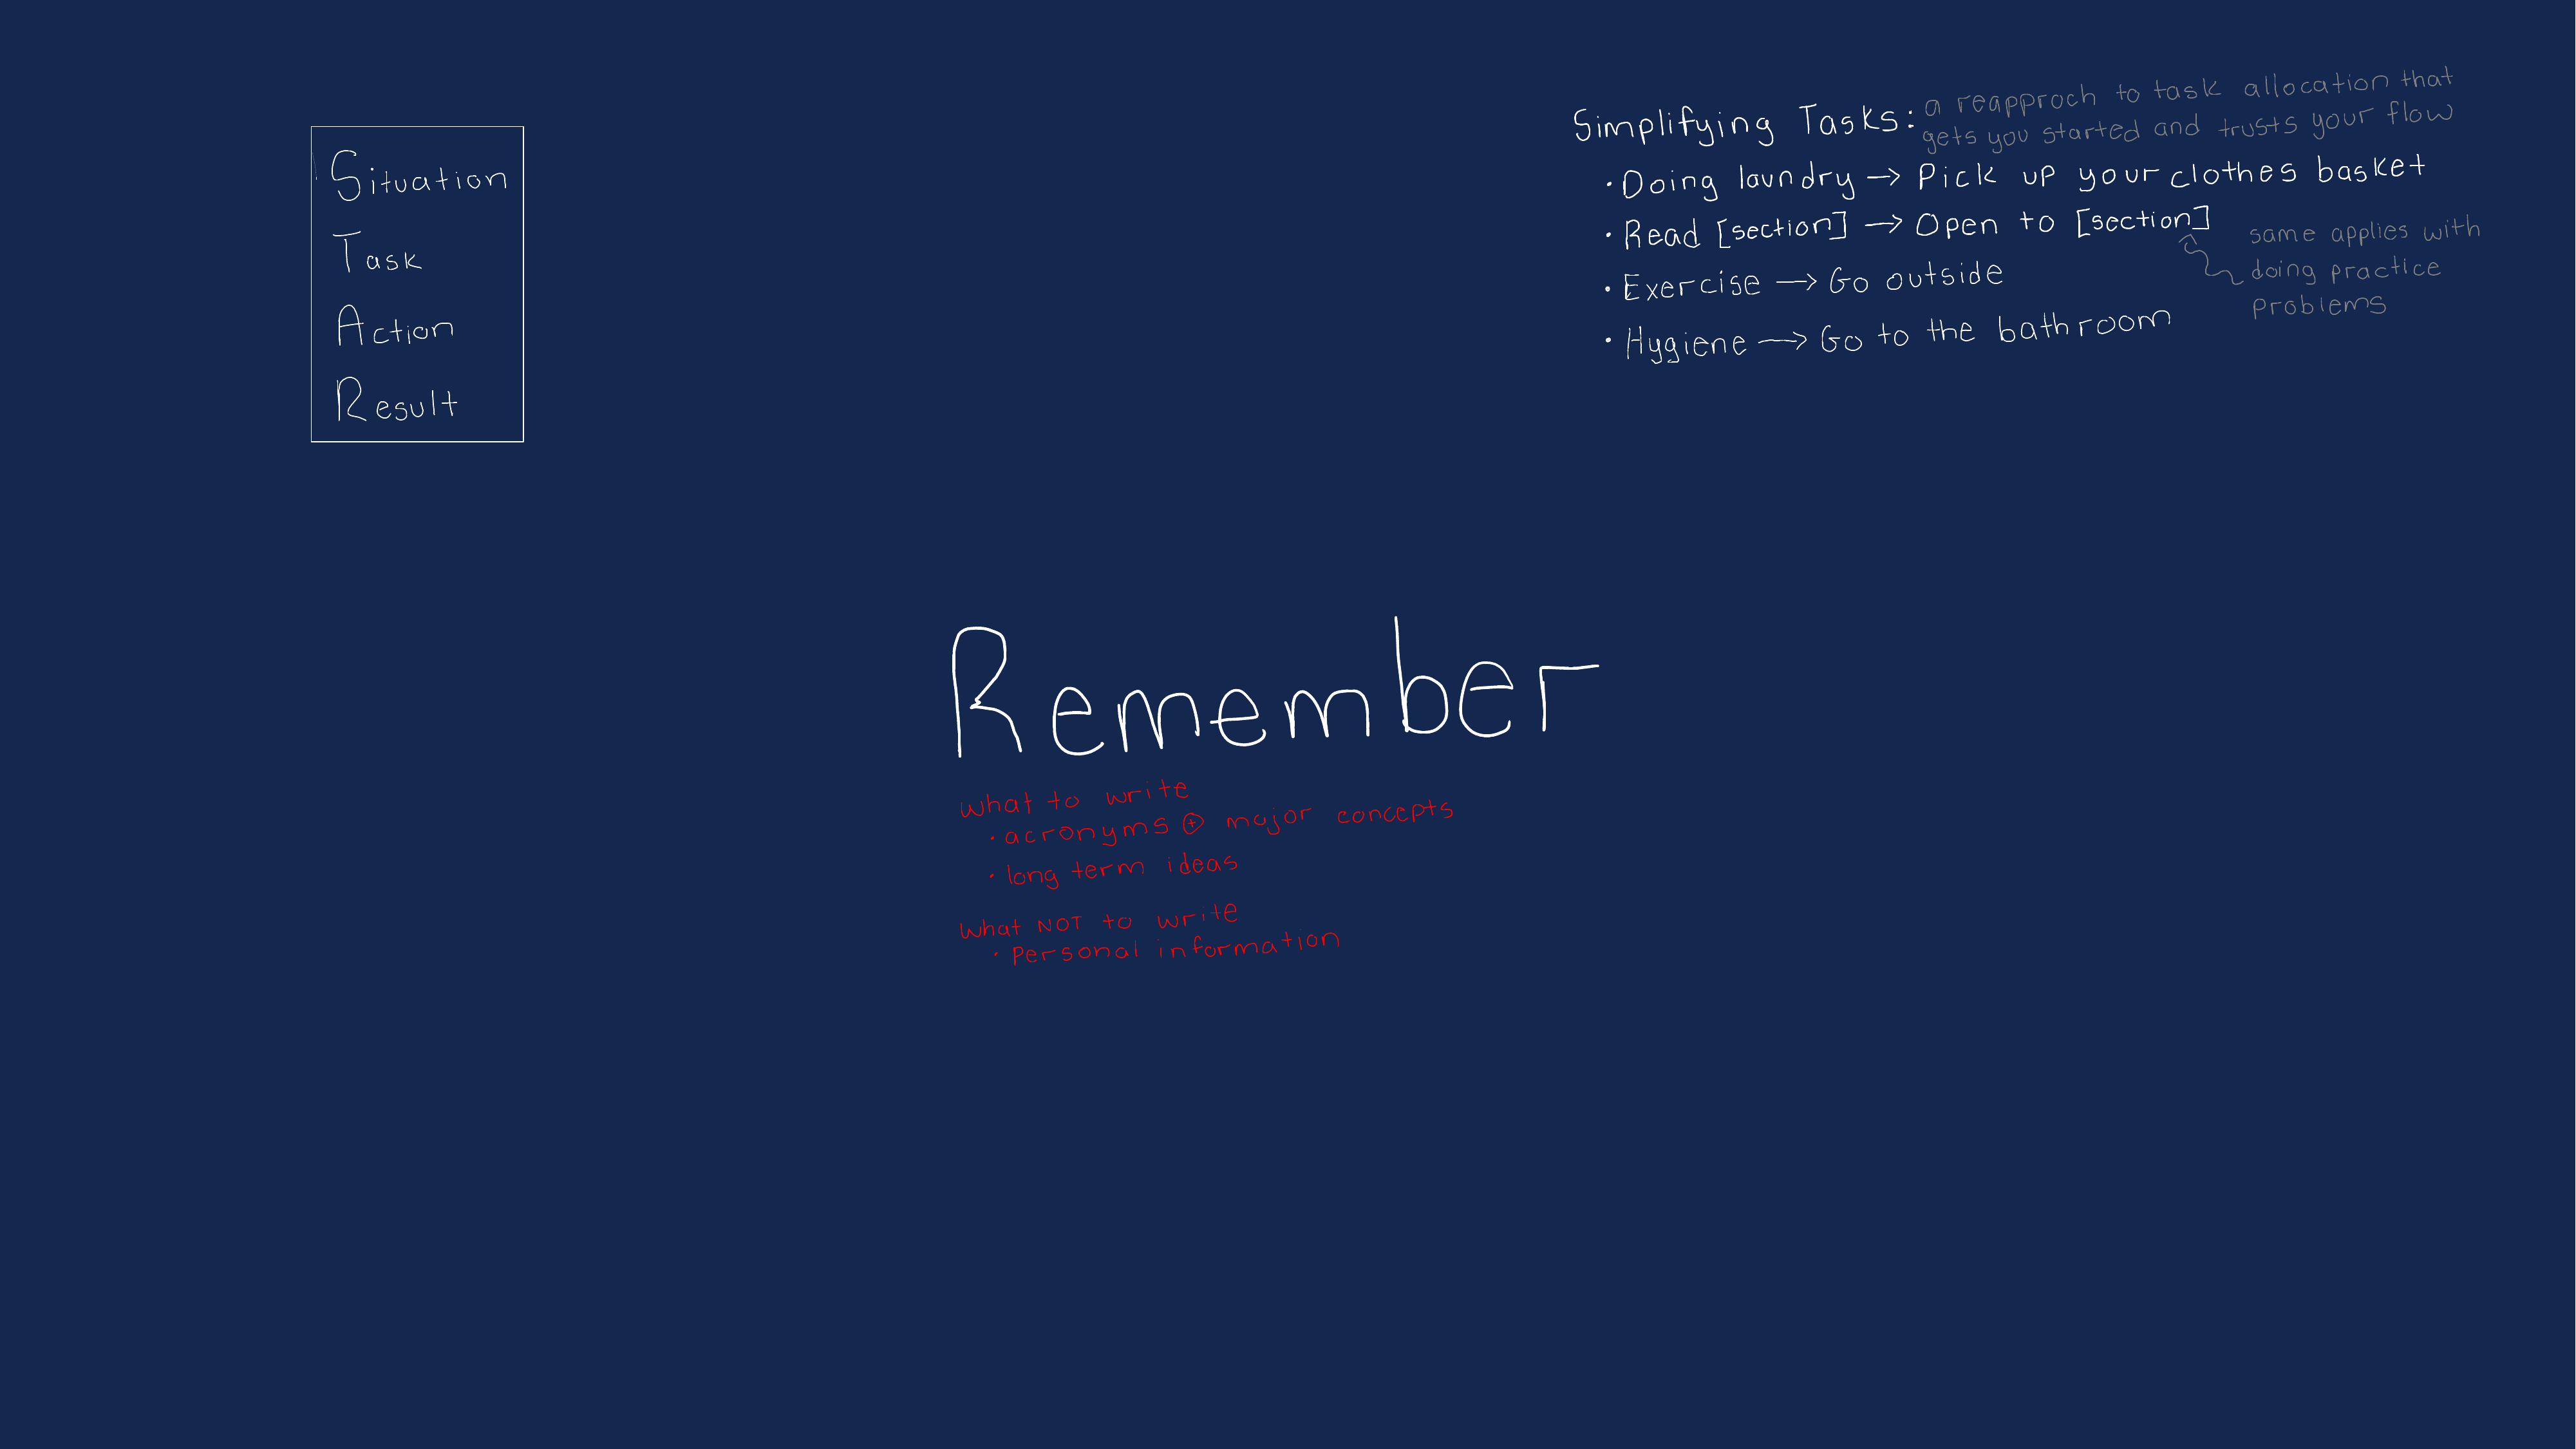 Situation
Task
Action
Result
Simplifying Tasks: a reapproch to task allocation that
gets you started and trusts your flow
• Doing laundry → Pick up your clothes basket
• Read [section] → Open to [section]
same applies with
doing practice
problems
• Exercise → Go outside
• Hygiene → Go to the bathroom
Remember
what to write
• acronyms ⊕ major concepts
• long term ideas
what NOT to write
• personal information